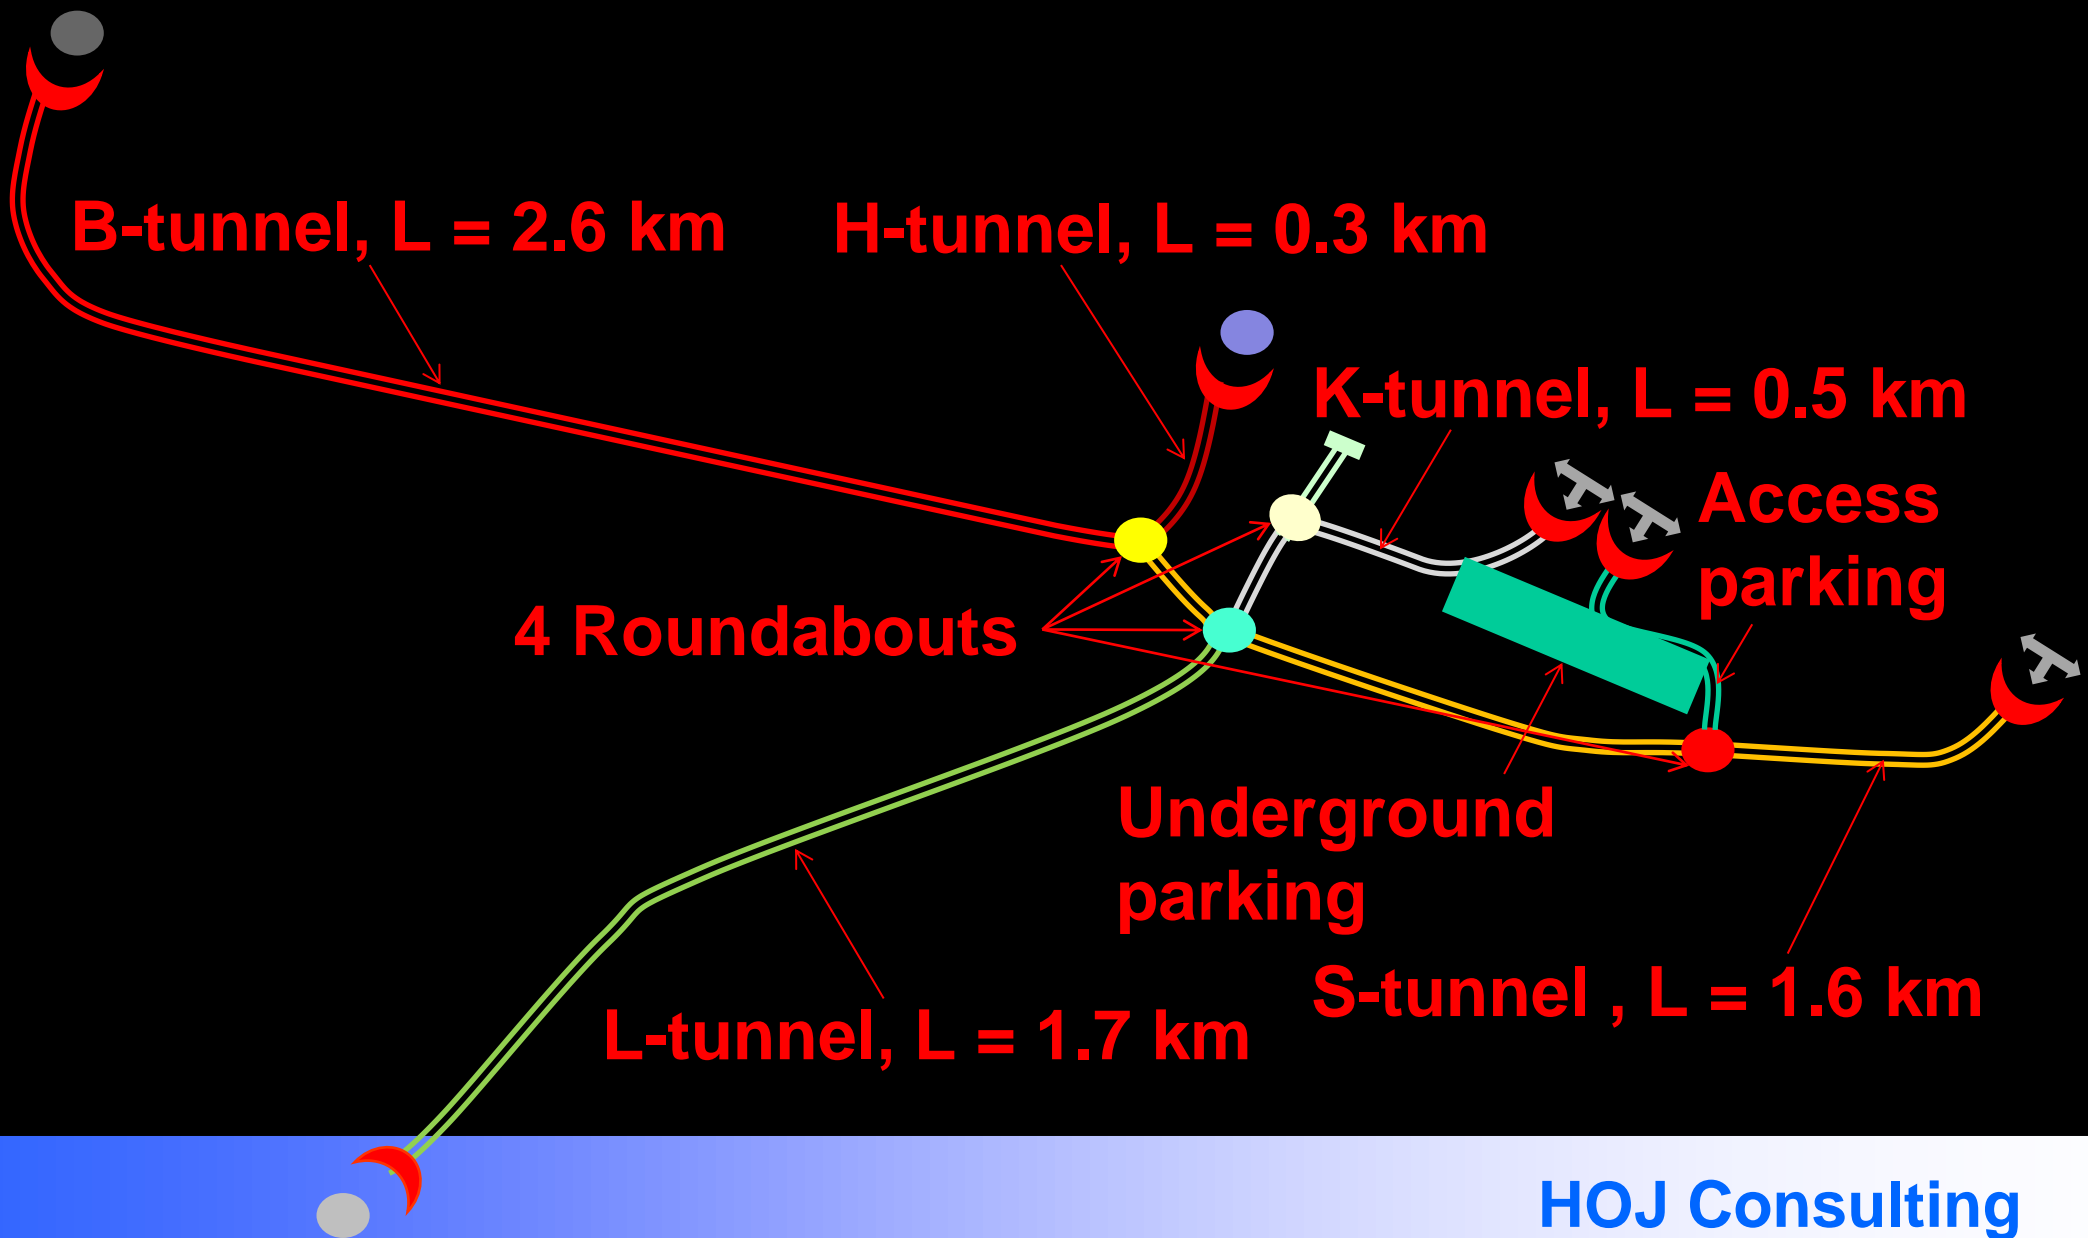 B-tunnel, L = 2.6 km
H-tunnel, L = 0.3 km
K-tunnel, L = 0.5 km
Access
parking
4 Roundabouts
Underground
parking
S-tunnel , L = 1.6 km
L-tunnel, L = 1.7 km
HOJ Consulting